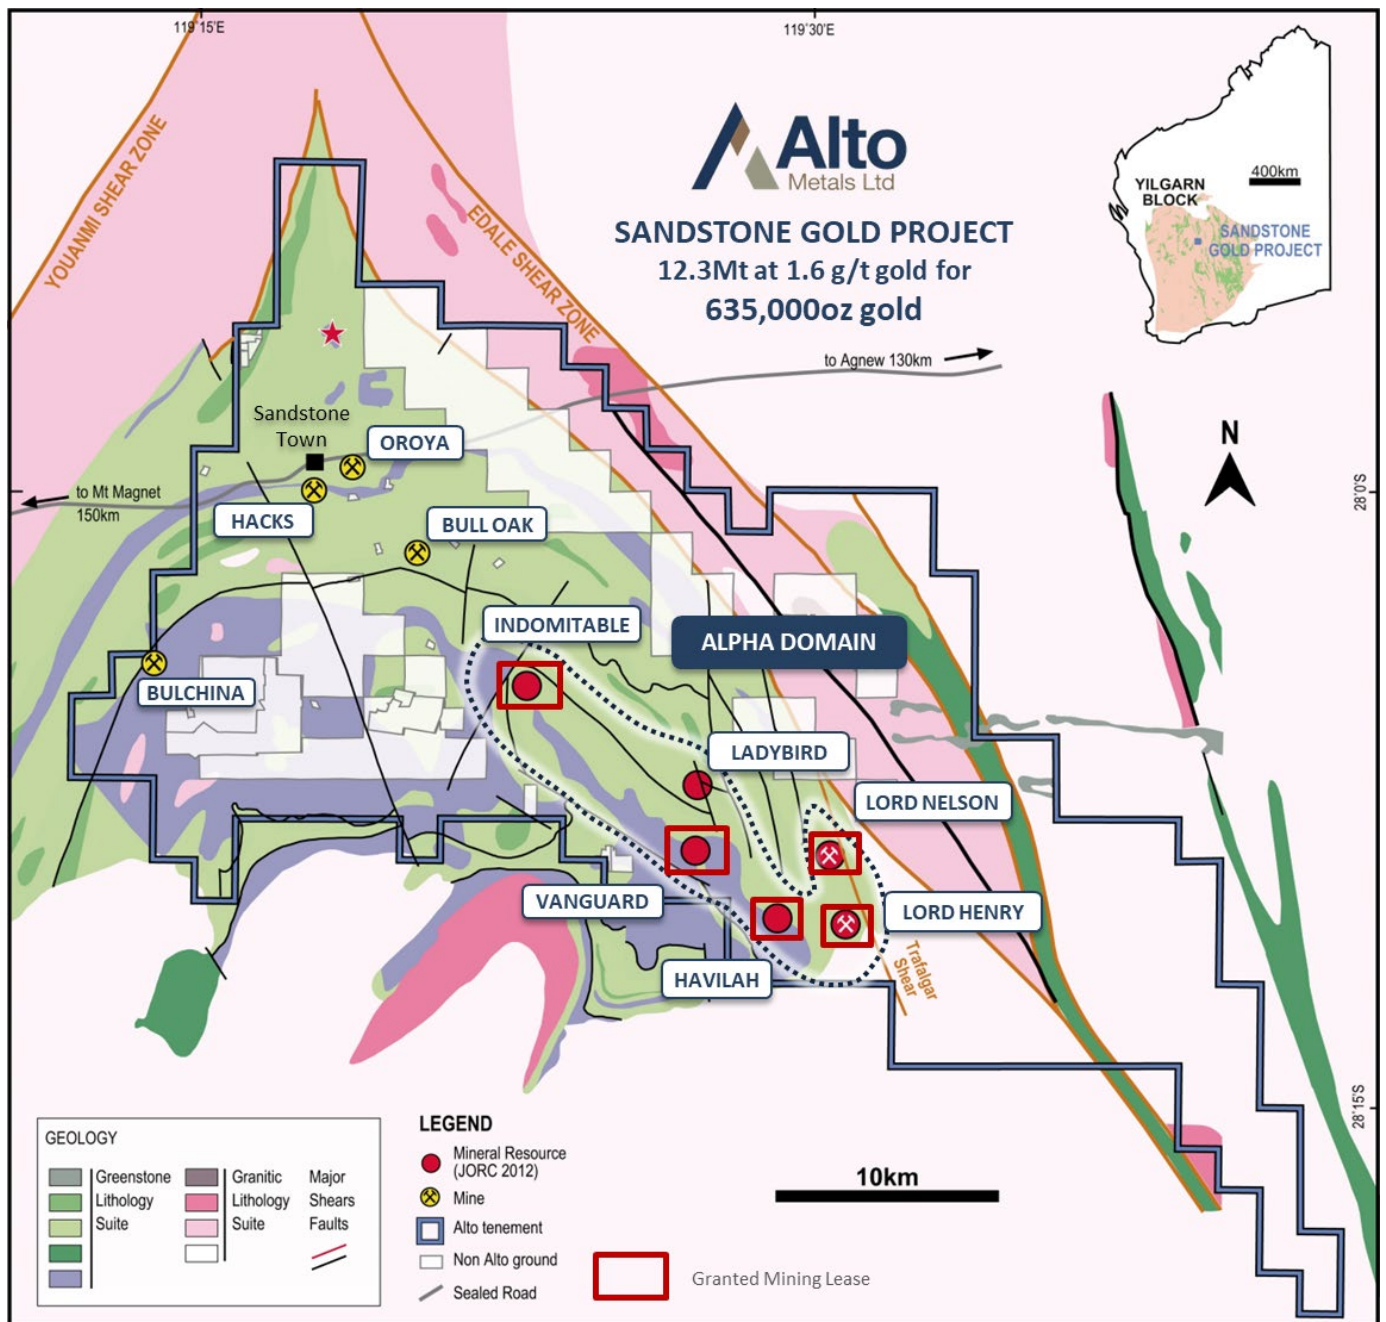 119°15'E
119°30'E
YOUANMI SHEAR ZONE
EDALE SHEAR ZONE
Alto
Metals Ltd
SANDSTONE GOLD PROJECT
12.3Mt at 1.6 g/t gold for
635,000oz gold
400km
YILGARN
BLOCK
SANDSTONE
GOLD PROJECT
to Agnew 130km
Sandstone
Town
OROYA
N
to Mt Magnet
150km
28°0'S
HACKS
BULL OAK
INDOMITABLE
ALPHA DOMAIN
BULCHINA
LADYBIRD
LORD NELSON
VANGUARD
LORD HENRY
HAVILAH
Trafalgar
Shear
28°15'S
GEOLOGY
Greenstone
Lithology
Suite
Granitic
Lithology
Suite
Major
Shears
Faults
LEGEND
Mineral Resource
(JORC 2012)
Mine
Alto tenement
Non Alto ground
Sealed Road
Granted Mining Lease
10km